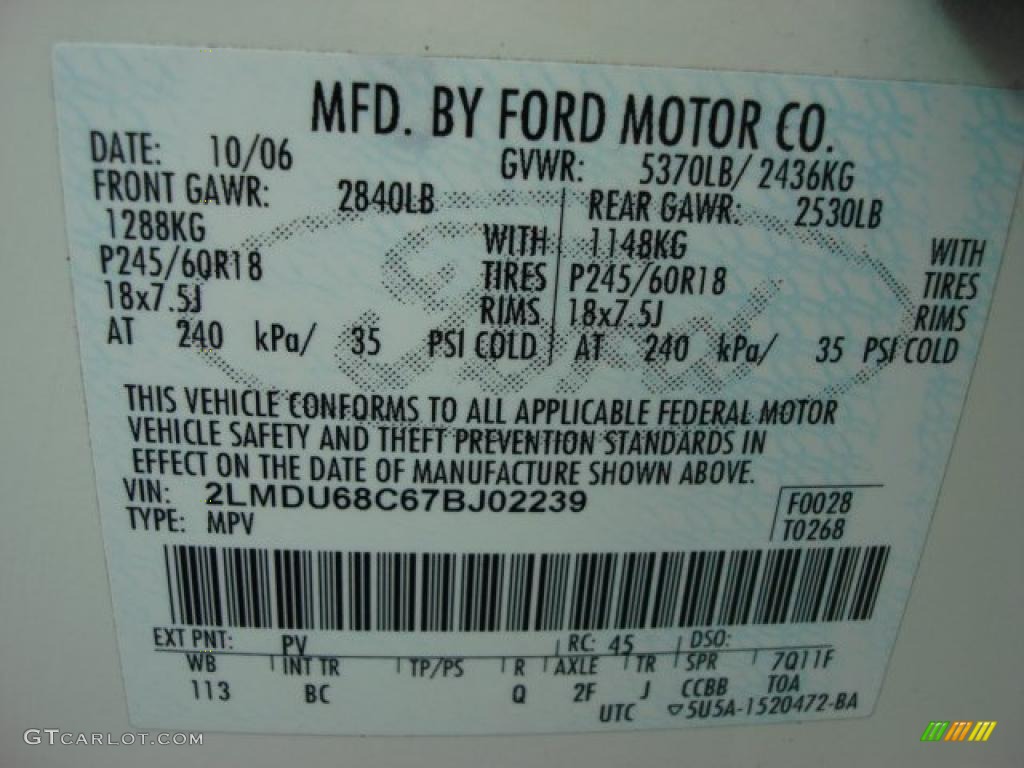 MFD. BY FORD MOTOR CO.
DATE: 10/06 GVWR: 5370LB/ 2436KG
FRONT GAWR: 2840LB REAR GAWR: 2530LB
1288KG WITH 1148KG WITH
P245/60R18 TIRES P245/60R18 TIRES
18x7.5J RIMS 18x7.5J RIMS
AT 240 kPa/ 35 PSI COLD AT 240 kPa/ 35 PSI COLD
THIS VEHICLE CONFORMS TO ALL APPLICABLE FEDERAL MOTOR
VEHICLE SAFETY AND THEFT PREVENTION STANDARDS IN
EFFECT ON THE DATE OF MANUFACTURE SHOWN ABOVE.
VIN: 2LMDU68C67BJ02239 F0028
TYPE: MPV T0268
EXT PNT: PV RC: 45 DSO:
WB INT TR TP/PS R AXLE TR SPR 7Q11F
113 BC Q 2F J CCBB TOA
UTC 5U5A-1520472-BA
GTCARLOT.COM
Ford